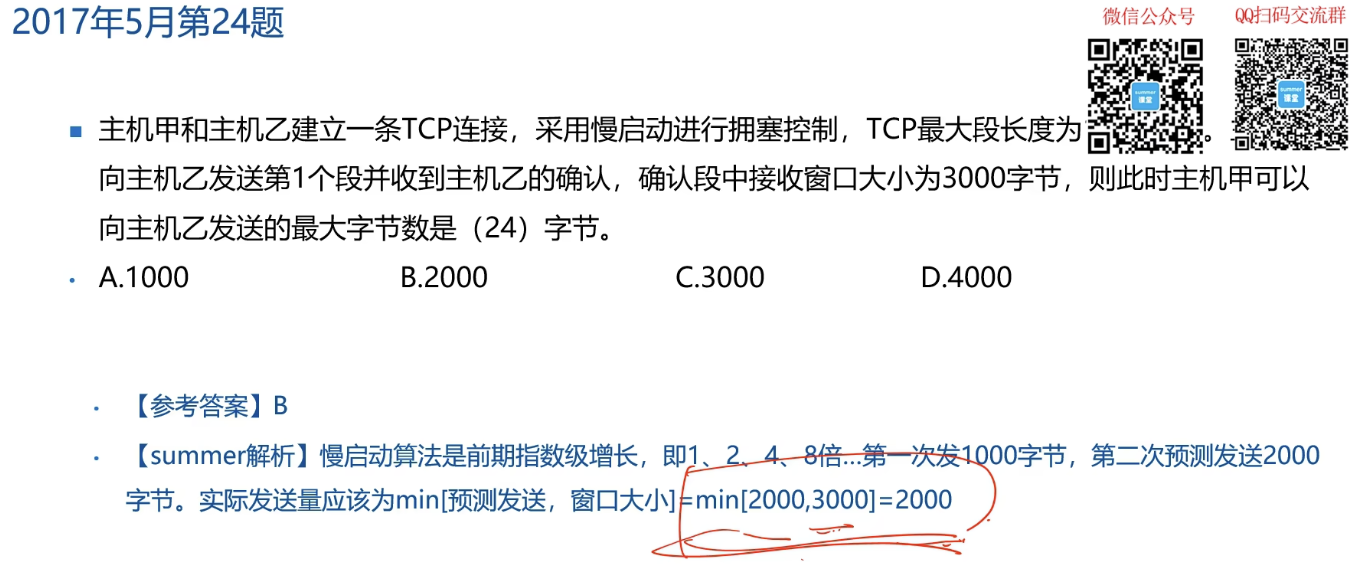 2017年5月第24题
微信公众号
QQ扫码交流群
summer
课堂
summer
课堂
■ 主机甲和主机乙建立一条TCP连接，采用慢启动进行拥塞控制，TCP最大段长度为 。
向主机乙发送第1个段并收到主机乙的确认，确认段中接收窗口大小为3000字节，则此时主机甲可以
向主机乙发送的最大字节数是（24）字节。
• A.1000 B.2000 C.3000 D.4000
• 【参考答案】B
• 【summer解析】慢启动算法是前期指数级增长，即1、2、4、8倍...第一次发1000字节，第二次预测发送2000
字节。实际发送量应该为min[预测发送，窗口大小]=min[2000,3000]=2000